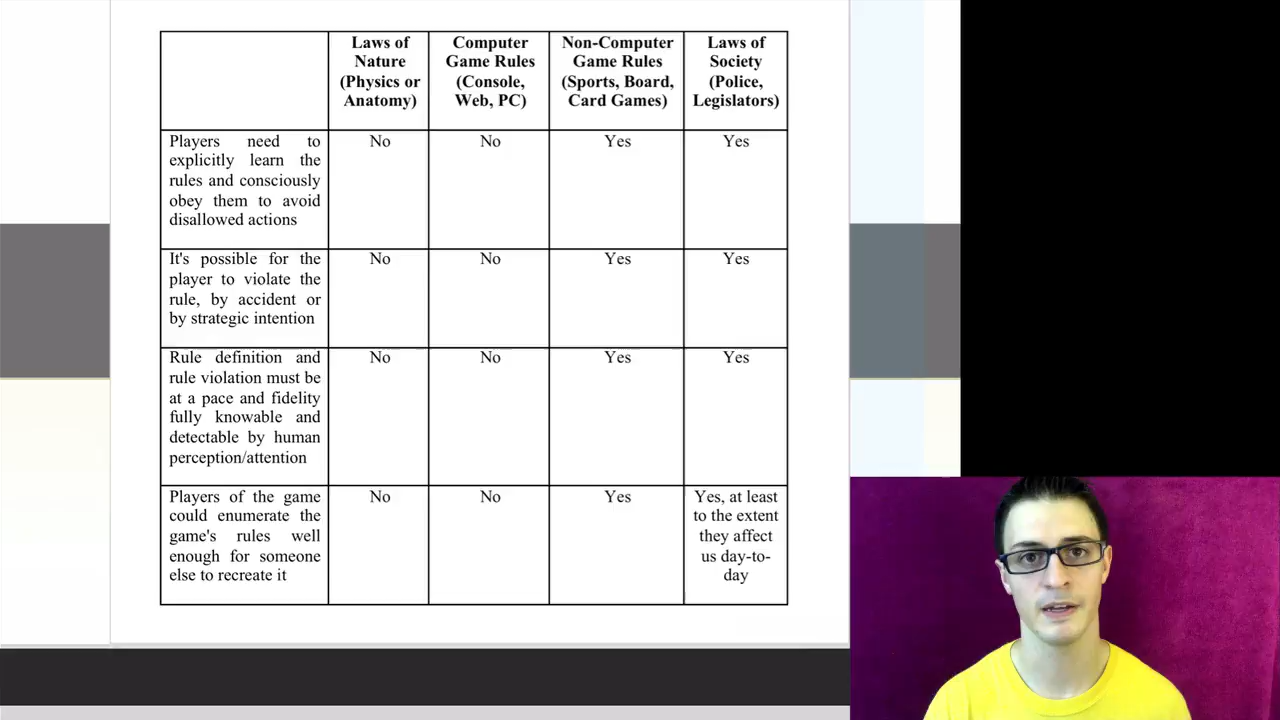 Laws of
Nature
(Physics or
Anatomy)
Computer
Game Rules
(Console,
Web, PC)
Non-Computer
Game Rules
(Sports, Board,
Card Games)
Laws of
Society
(Police,
Legislators)
Players need to
explicitly learn the
rules and consciously
obey them to avoid
disallowed actions
No
No
Yes
Yes
It's possible for the
player to violate the
rule, by accident or
by strategic intention
No
No
Yes
Yes
Rule definition and
rule violation must be
at a pace and fidelity
fully knowable and
detectable by human
perception/attention
No
No
Yes
Yes
Players of the game
could enumerate the
game's rules well
enough for someone
else to recreate it
No
No
Yes
Yes, at least
to the extent
they affect
us day-to-
day